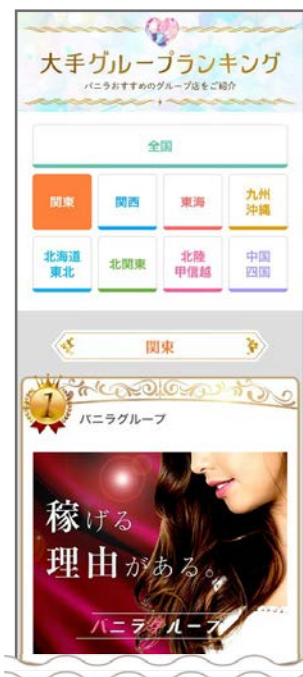 大手グループランキング
バニラおすすめのグループ店をご紹介
全国
関東
関西
東海
九州
沖縄
北海道
東北
北関東
北陸
甲信越
中国
四国
関東
1
バニラグループ
稼げる
理由がある。
バニラグループ